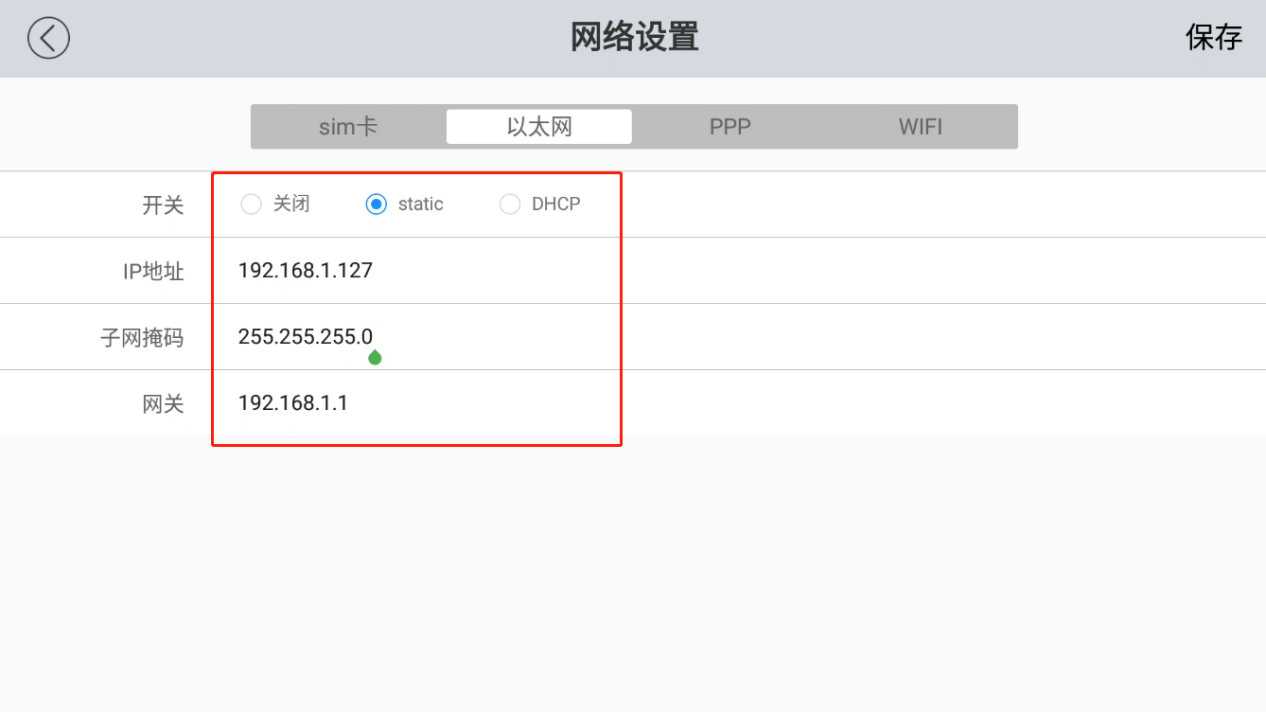 网络设置
保存
sim卡 以太网 PPP WIFI
开关 关闭 static DHCP
IP地址 192.168.1.127
子网掩码 255.255.255.0
网关 192.168.1.1